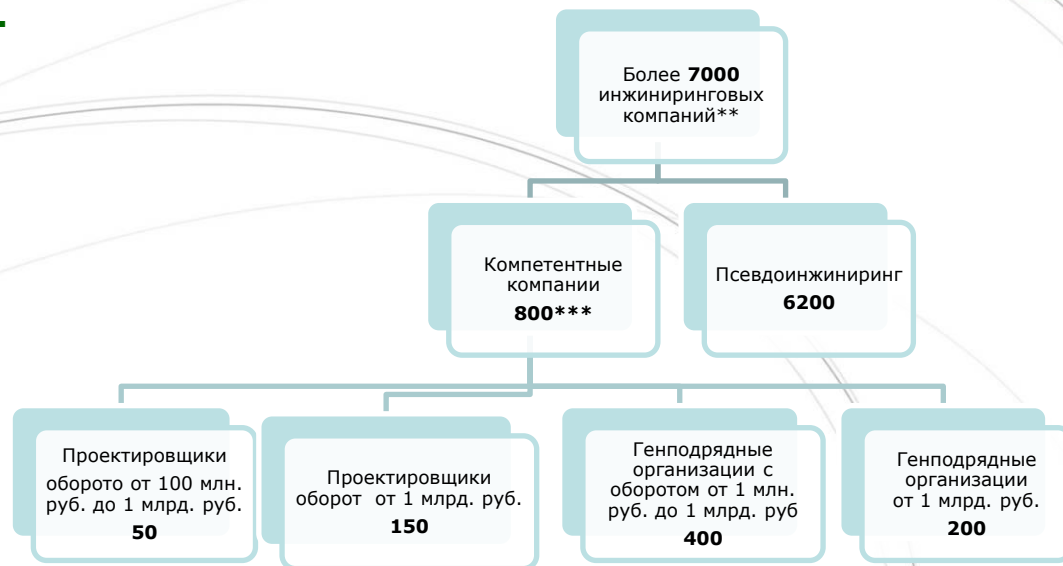 Более 7000
инжиниринговых
компаний**
Компетентные
компании
800***
Псевдоинжиниринг
6200
Проектировщики
оборото от 100 млн.
руб. до 1 млрд. руб.
50
Проектировщики
оборот от 1 млрд. руб.
150
Генподрядные
организации с
оборотом от 1 млн.
руб. до 1 млрд. руб
400
Генподрядные
организации
от 1 млрд. руб.
200